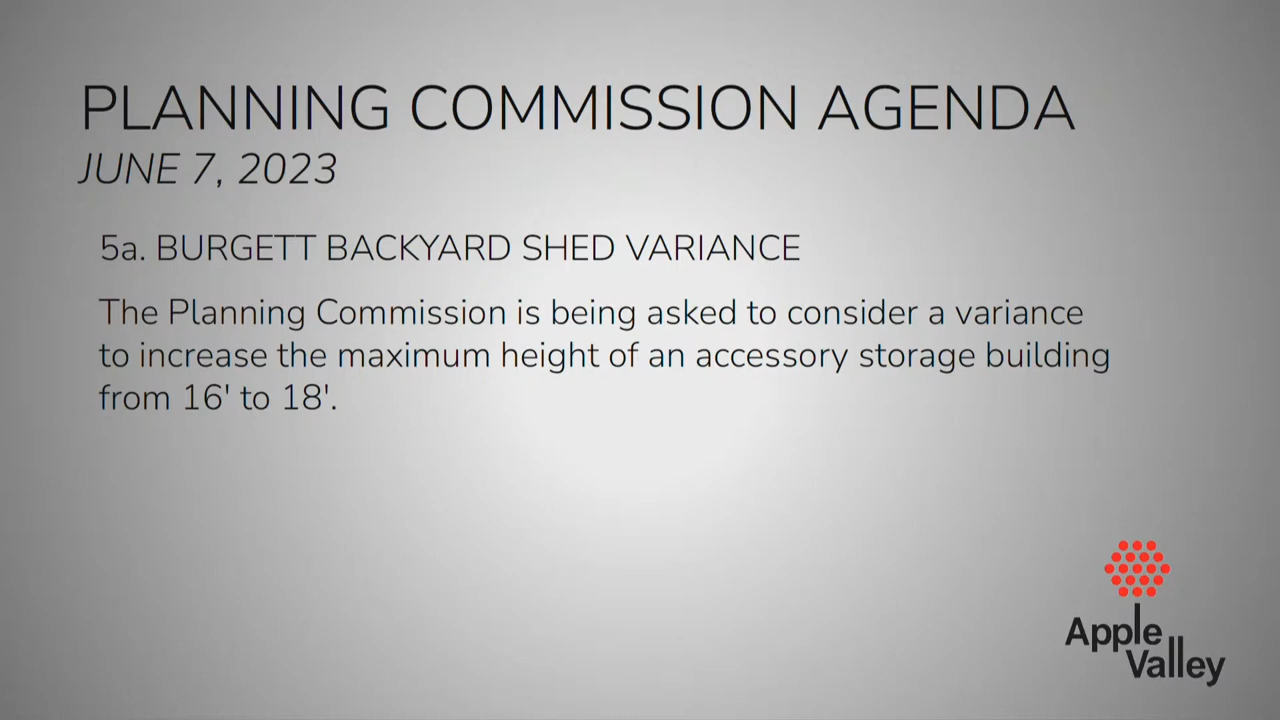 PLANNING COMMISSION AGENDA
JUNE 7, 2023
5a. BURGETT BACKYARD SHED VARIANCE
The Planning Commission is being asked to consider a variance
to increase the maximum height of an accessory storage building
from 16' to 18'.
Apple
Valley